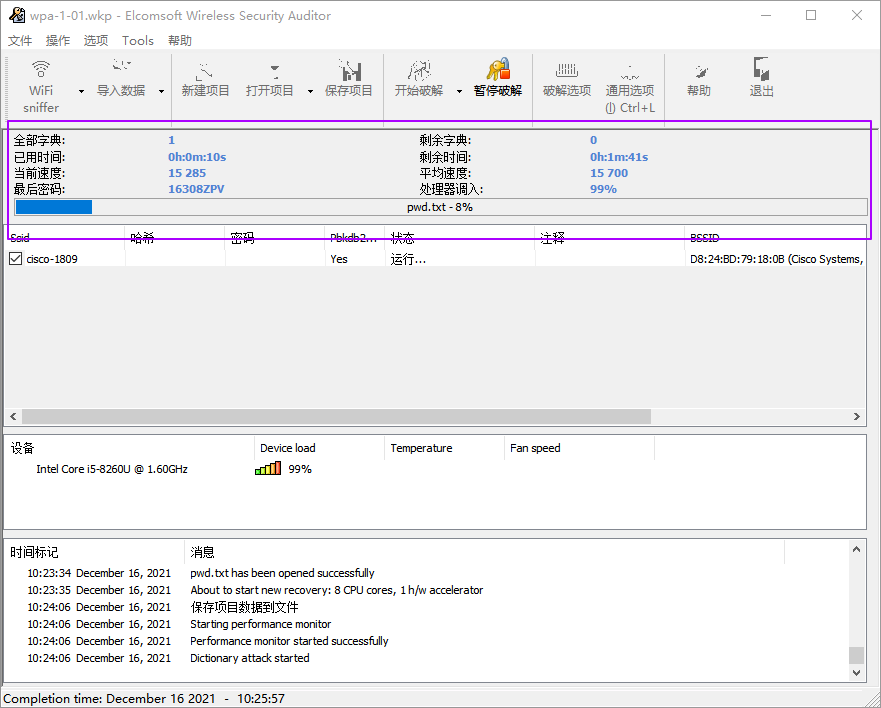 wpa-1-01.wkp - Elcomsoft Wireless Security Auditor
文件 操作 选项 Tools 帮助
WiFi sniffer 导入数据 新建项目 打开项目 保存项目 开始破解 暂停破解 破解选项 通用选项 (|) Ctrl+L 帮助 退出
全部字典: 1 剩余字典: 0
已用时间: 0h:0m:10s 剩余时间: 0h:1m:41s
当前速度: 15 285 平均速度: 15 700
最后密码: 16308ZPV 处理器调入: 99%
pwd.txt - 8%
Ssid 哈希 密码 Pbkdb2... 状态 注释 BSSID
cisco-1809 Yes 运行... D8:24:BD:79:18:0B (Cisco Systems,
设备 Device load Temperature Fan speed
Intel Core i5-8260U @ 1.60GHz 99%
时间标记 消息
10:23:34 December 16, 2021 pwd.txt has been opened successfully
10:23:35 December 16, 2021 About to start new recovery: 8 CPU cores, 1 h/w accelerator
10:24:06 December 16, 2021 保存项目数据到文件
10:24:06 December 16, 2021 Starting performance monitor
10:24:06 December 16, 2021 Performance monitor started successfully
10:24:06 December 16, 2021 Dictionary attack started
Completion time: December 16 2021 - 10:25:57